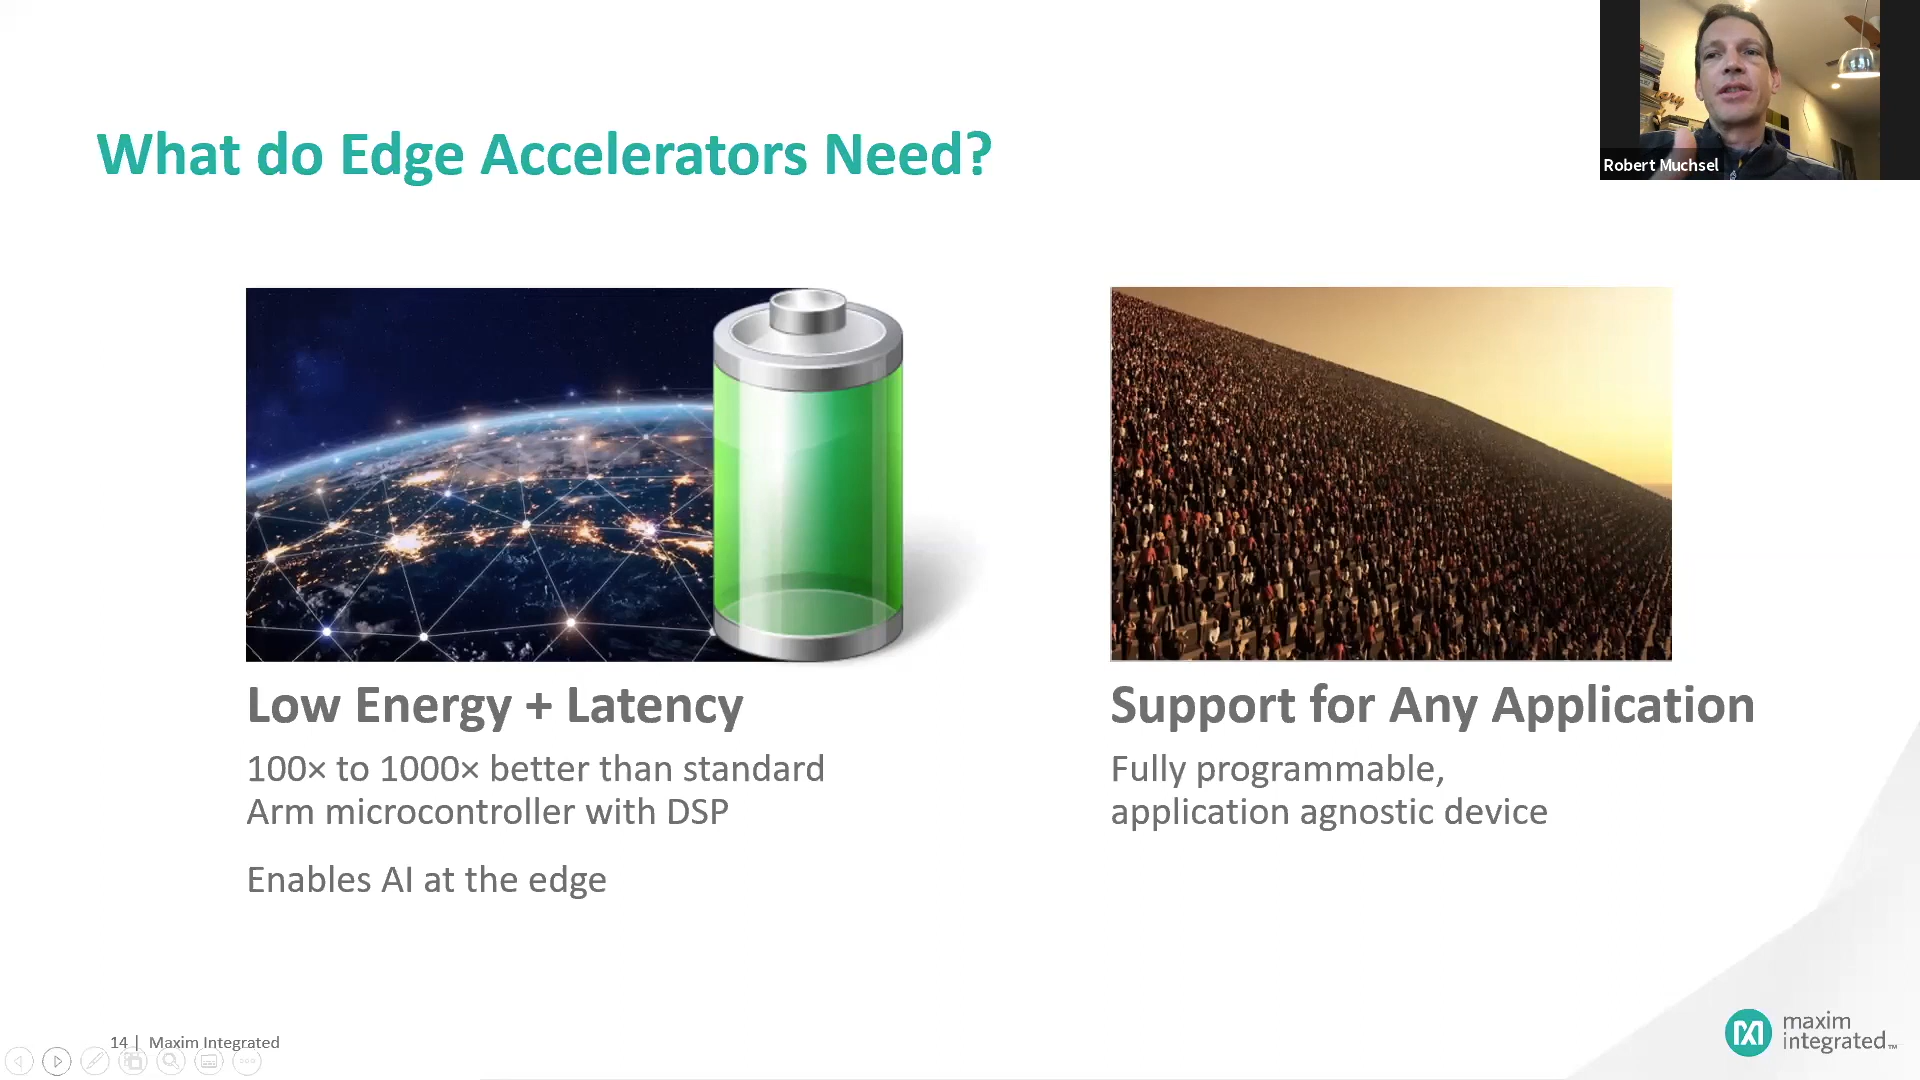 What do Edge Accelerators Need?
Robert Muchsel
Low Energy + Latency
100× to 1000× better than standard
Arm microcontroller with DSP
Enables AI at the edge
Support for Any Application
Fully programmable,
application agnostic device
14 | Maxim Integrated
maxim
integrated™